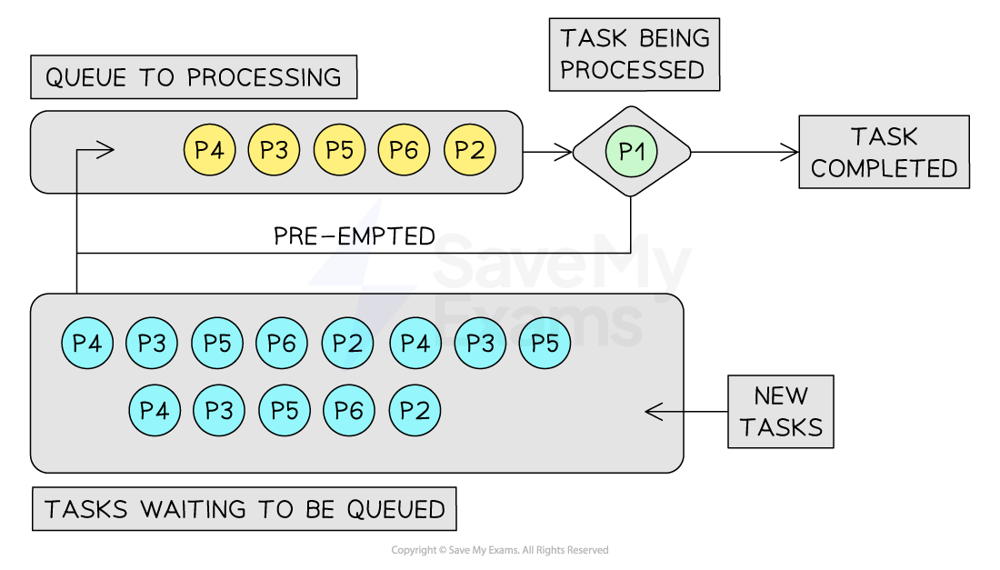 TASK BEING
PROCESSED
QUEUE TO PROCESSING
P4 P3 P5 P6 P2
P1
TASK
COMPLETED
PRE-EMPTED
SaveMy
Exams
P4 P3 P5 P6 P2 P4 P3 P5
P4 P3 P5 P6 P2
NEW
TASKS
TASKS WAITING TO BE QUEUED
Copyright © Save My Exams. All Rights Reserved